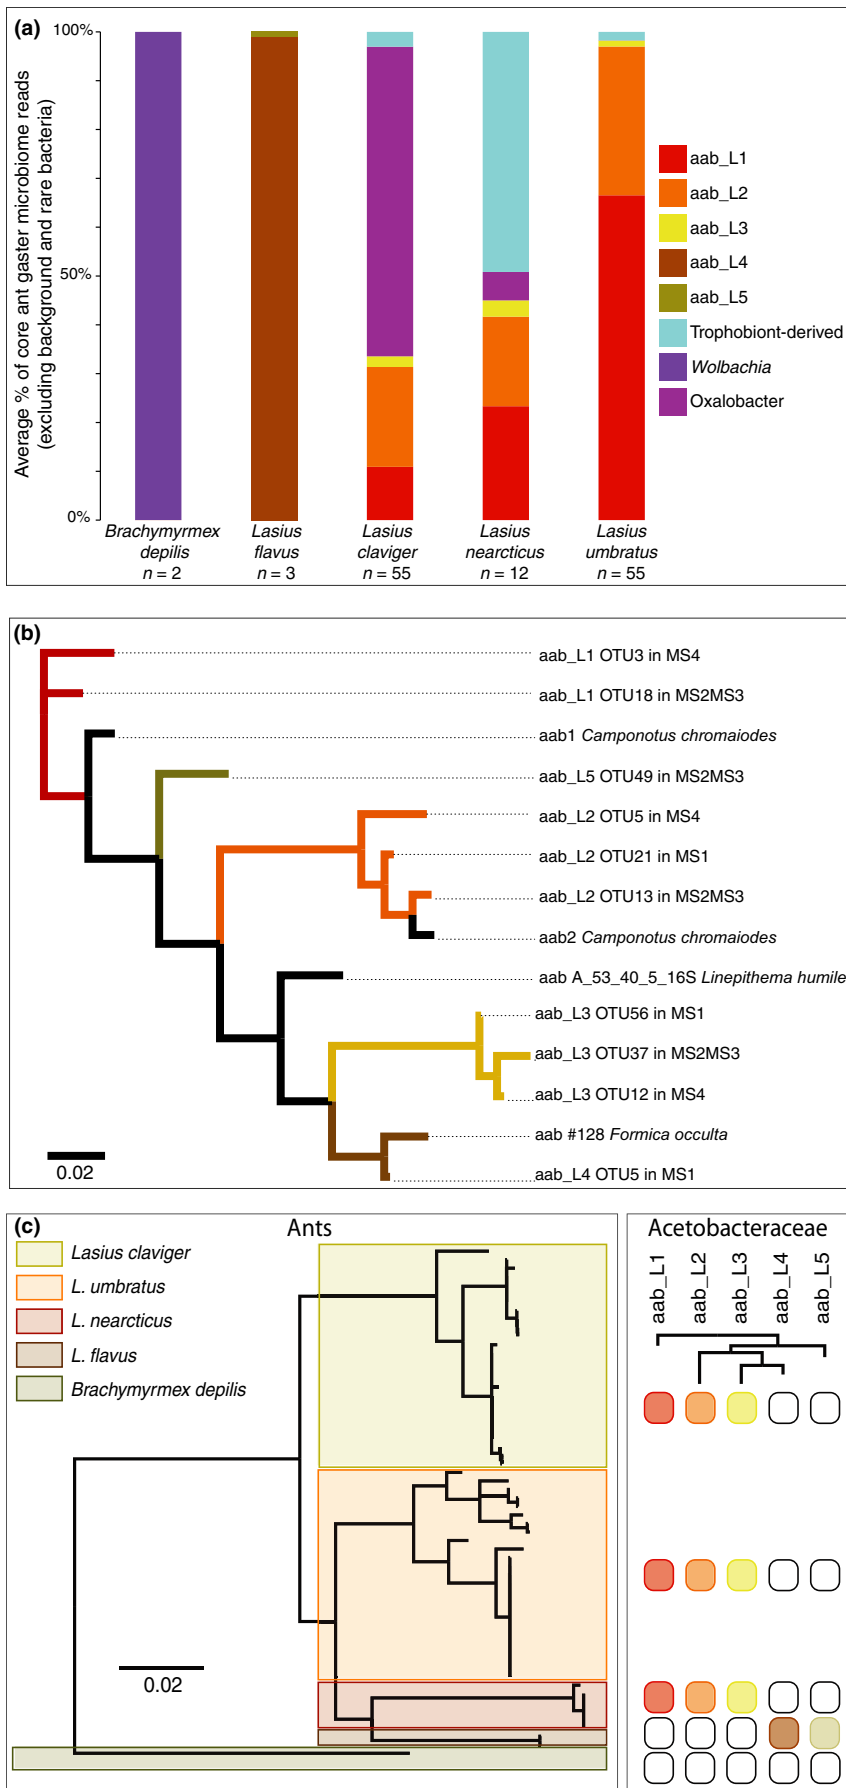 (a)
Average % of core ant gaster microbiome reads
(excluding background and rare bacteria)
100%
50%
0%
Brachymyrmex
depilis
n = 2
Lasius
flavus
n = 3
Lasius
claviger
n = 55
Lasius
nearcticus
n = 12
Lasius
umbratus
n = 55
aab_L1
aab_L2
aab_L3
aab_L4
aab_L5
Trophobiont-derived
Wolbachia
Oxalobacter
(b)
aab_L1 OTU3 in MS4
aab_L1 OTU18 in MS2MS3
aab1 Camponotus chromaiodes
aab_L5 OTU49 in MS2MS3
aab_L2 OTU5 in MS4
aab_L2 OTU21 in MS1
aab_L2 OTU13 in MS2MS3
aab2 Camponotus chromaiodes
aab A_53_40_5_16S Linepithema humile
aab_L3 OTU56 in MS1
aab_L3 OTU37 in MS2MS3
aab_L3 OTU12 in MS4
aab #128 Formica occulta
aab_L4 OTU5 in MS1
0.02
(c)
Ants
Lasius claviger
L. umbratus
L. nearcticus
L. flavus
Brachymyrmex depilis
0.02
Acetobacteraceae
aab_L1
aab_L2
aab_L3
aab_L4
aab_L5